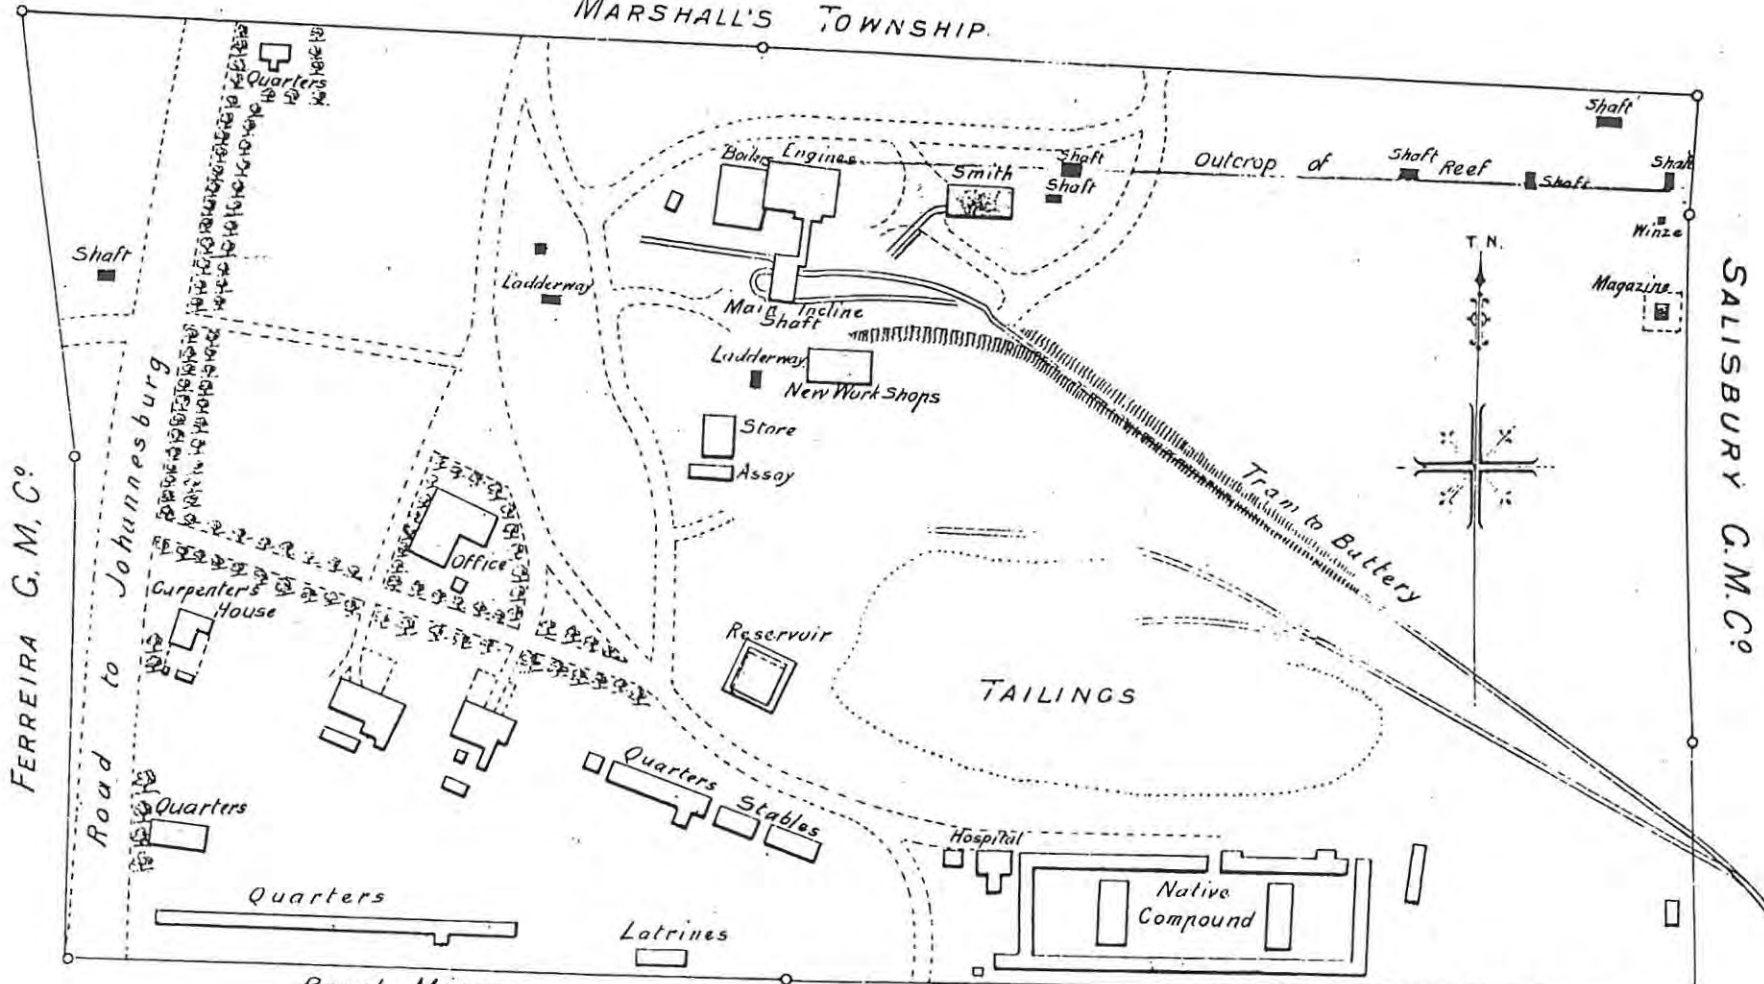 MARSHALL'S TOWNSHIP.
Quarters
Shaft
Boilers Engines
Shaft
Smith
Shaft
Outcrop of Reef
Shaft
Shaft
Shaft
Winze
T. N.
Magazine
Shaft
Ladderway
Main Incline
Shaft
Ladderway
New Work Shops
Store
Assay
SALISBURY G.M.Co.
FERREIRA G.M.Co.
Road to Johannesburg
Tram to Battery
Office
Carpenter's
House
Reservoir
TAILINGS
Quarters
Stables
Quarters
Hospital
Quarters
Latrines
Native
Compound